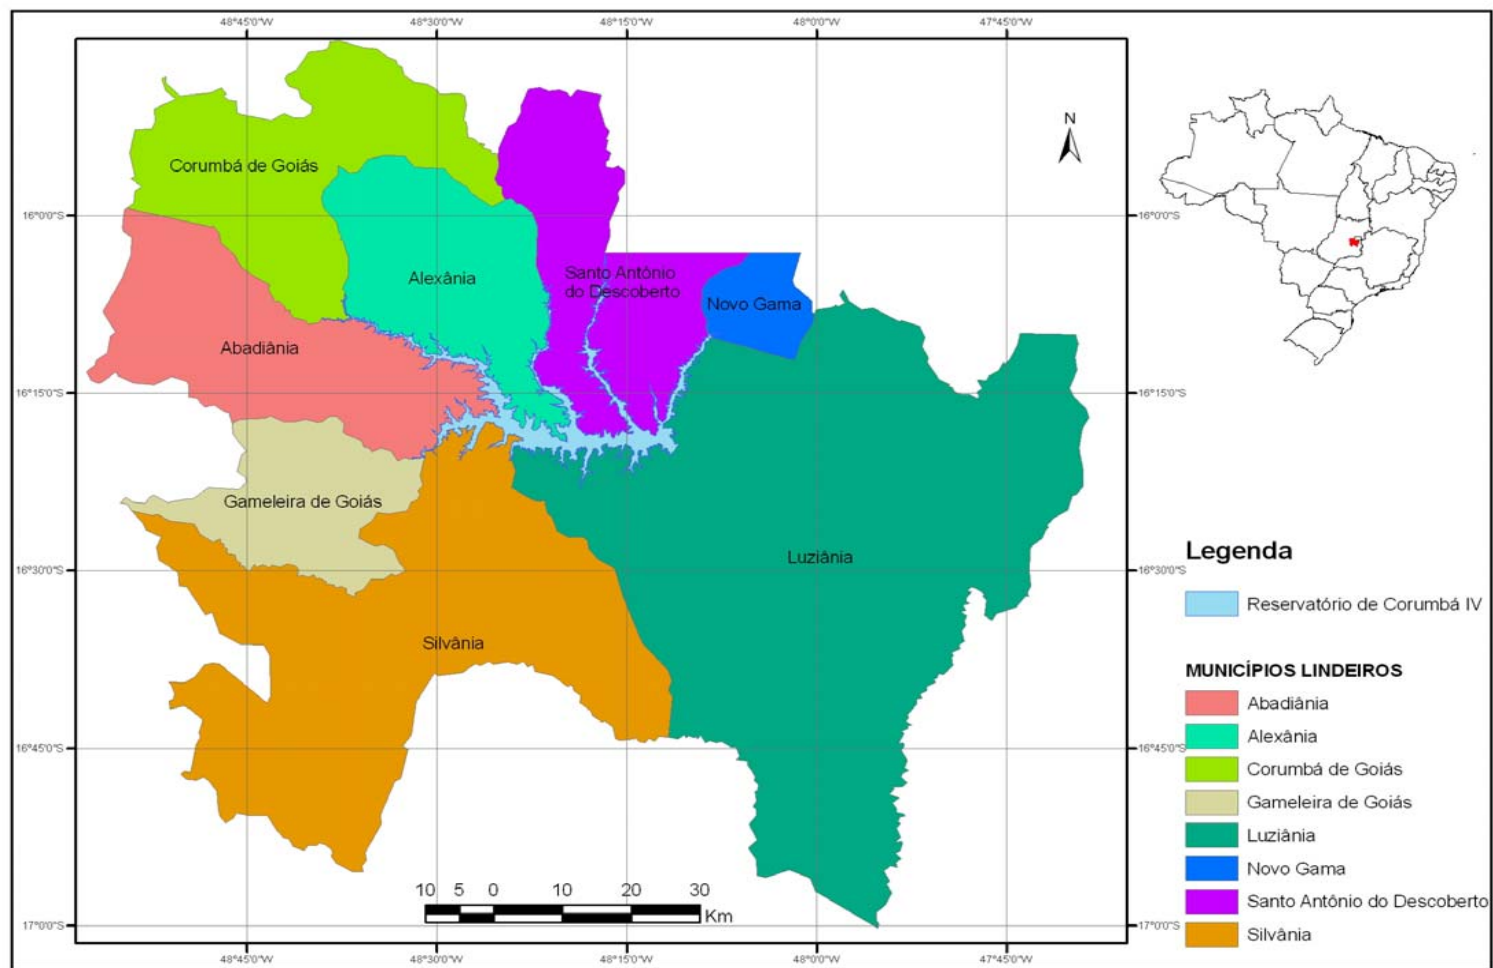 48°45'0"W 48°30'0"W 48°15'0"W 48°0'0"W 47°45'0"W
N
Corumbá de Goiás
16°0'0"S 16°0'0"S
Alexânia
Santo Antônio
do Descoberto
Novo Gama
Abadiânia
16°15'0"S 16°15'0"S
Gameleira de Goiás
Luziânia
16°30'0"S 16°30'0"S
Silvânia
16°45'0"S 16°45'0"S
10 5 0 10 20 30
Km
17°0'0"S 17°0'0"S
48°45'0"W 48°30'0"W 48°15'0"W 48°0'0"W 47°45'0"W
Legenda
Reservatório de Corumbá IV
MUNICÍPIOS LINDEIROS
Abadiânia
Alexânia
Corumbá de Goiás
Gameleira de Goiás
Luziânia
Novo Gama
Santo Antônio do Descoberto
Silvânia